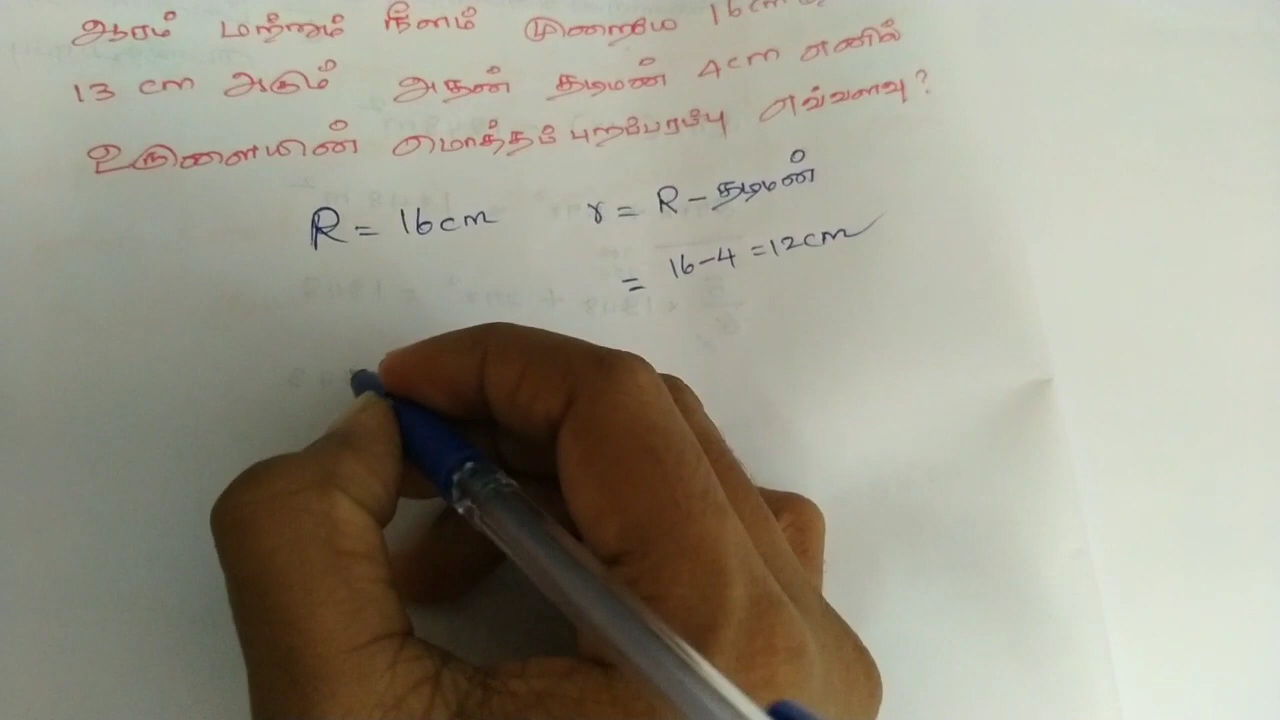 ஆரம் மற்றும் நீளம் முறையே 16cm
13 cm ஆகும் அதன் தடிமன் 4cm எனில்
உருளையின் மொத்தப் புறப்பரப்பு எவ்வளவு?
R = 16cm r = R – தடிமன்
= 16-4 = 12cm